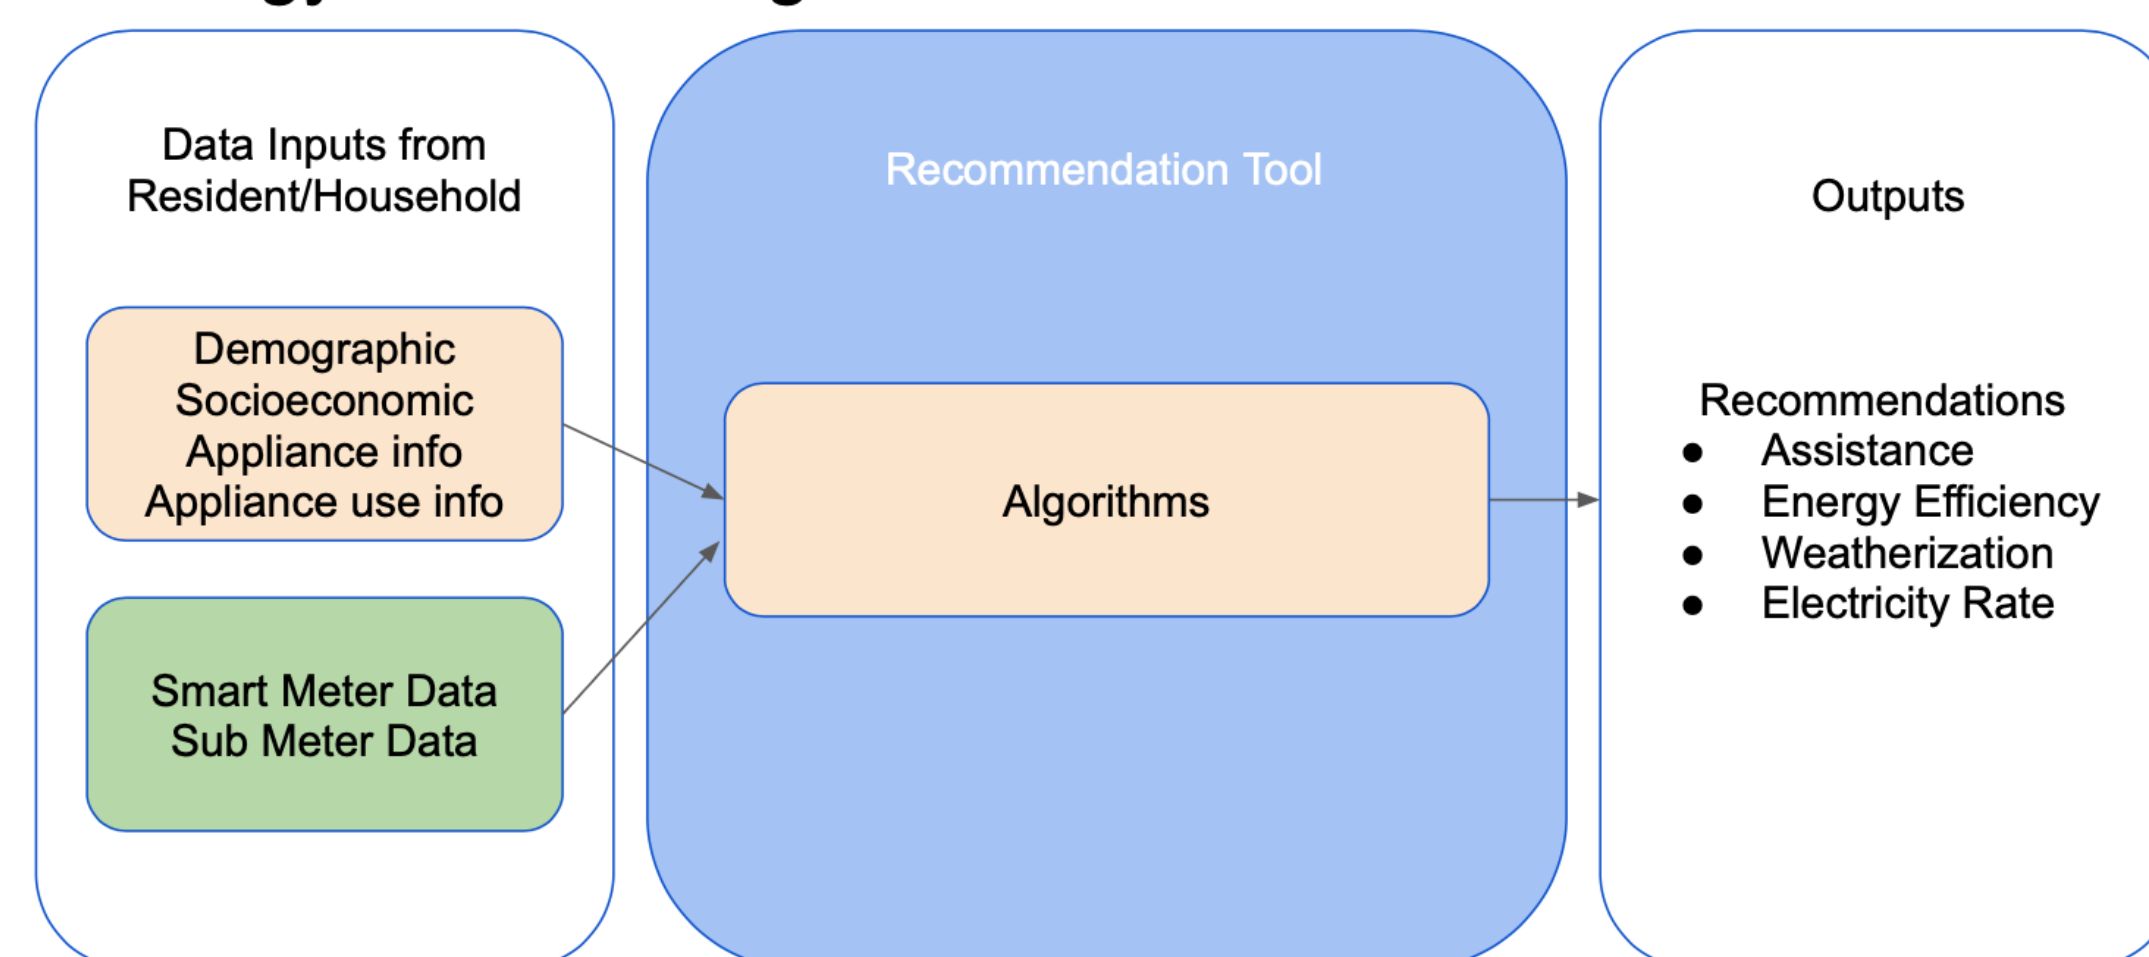 Data Inputs from
Resident/Household
Demographic
Socioeconomic
Appliance info
Appliance use info
Smart Meter Data
Sub Meter Data
Recommendation Tool
Algorithms
Outputs
Recommendations
● Assistance
● Energy Efficiency
● Weatherization
● Electricity Rate